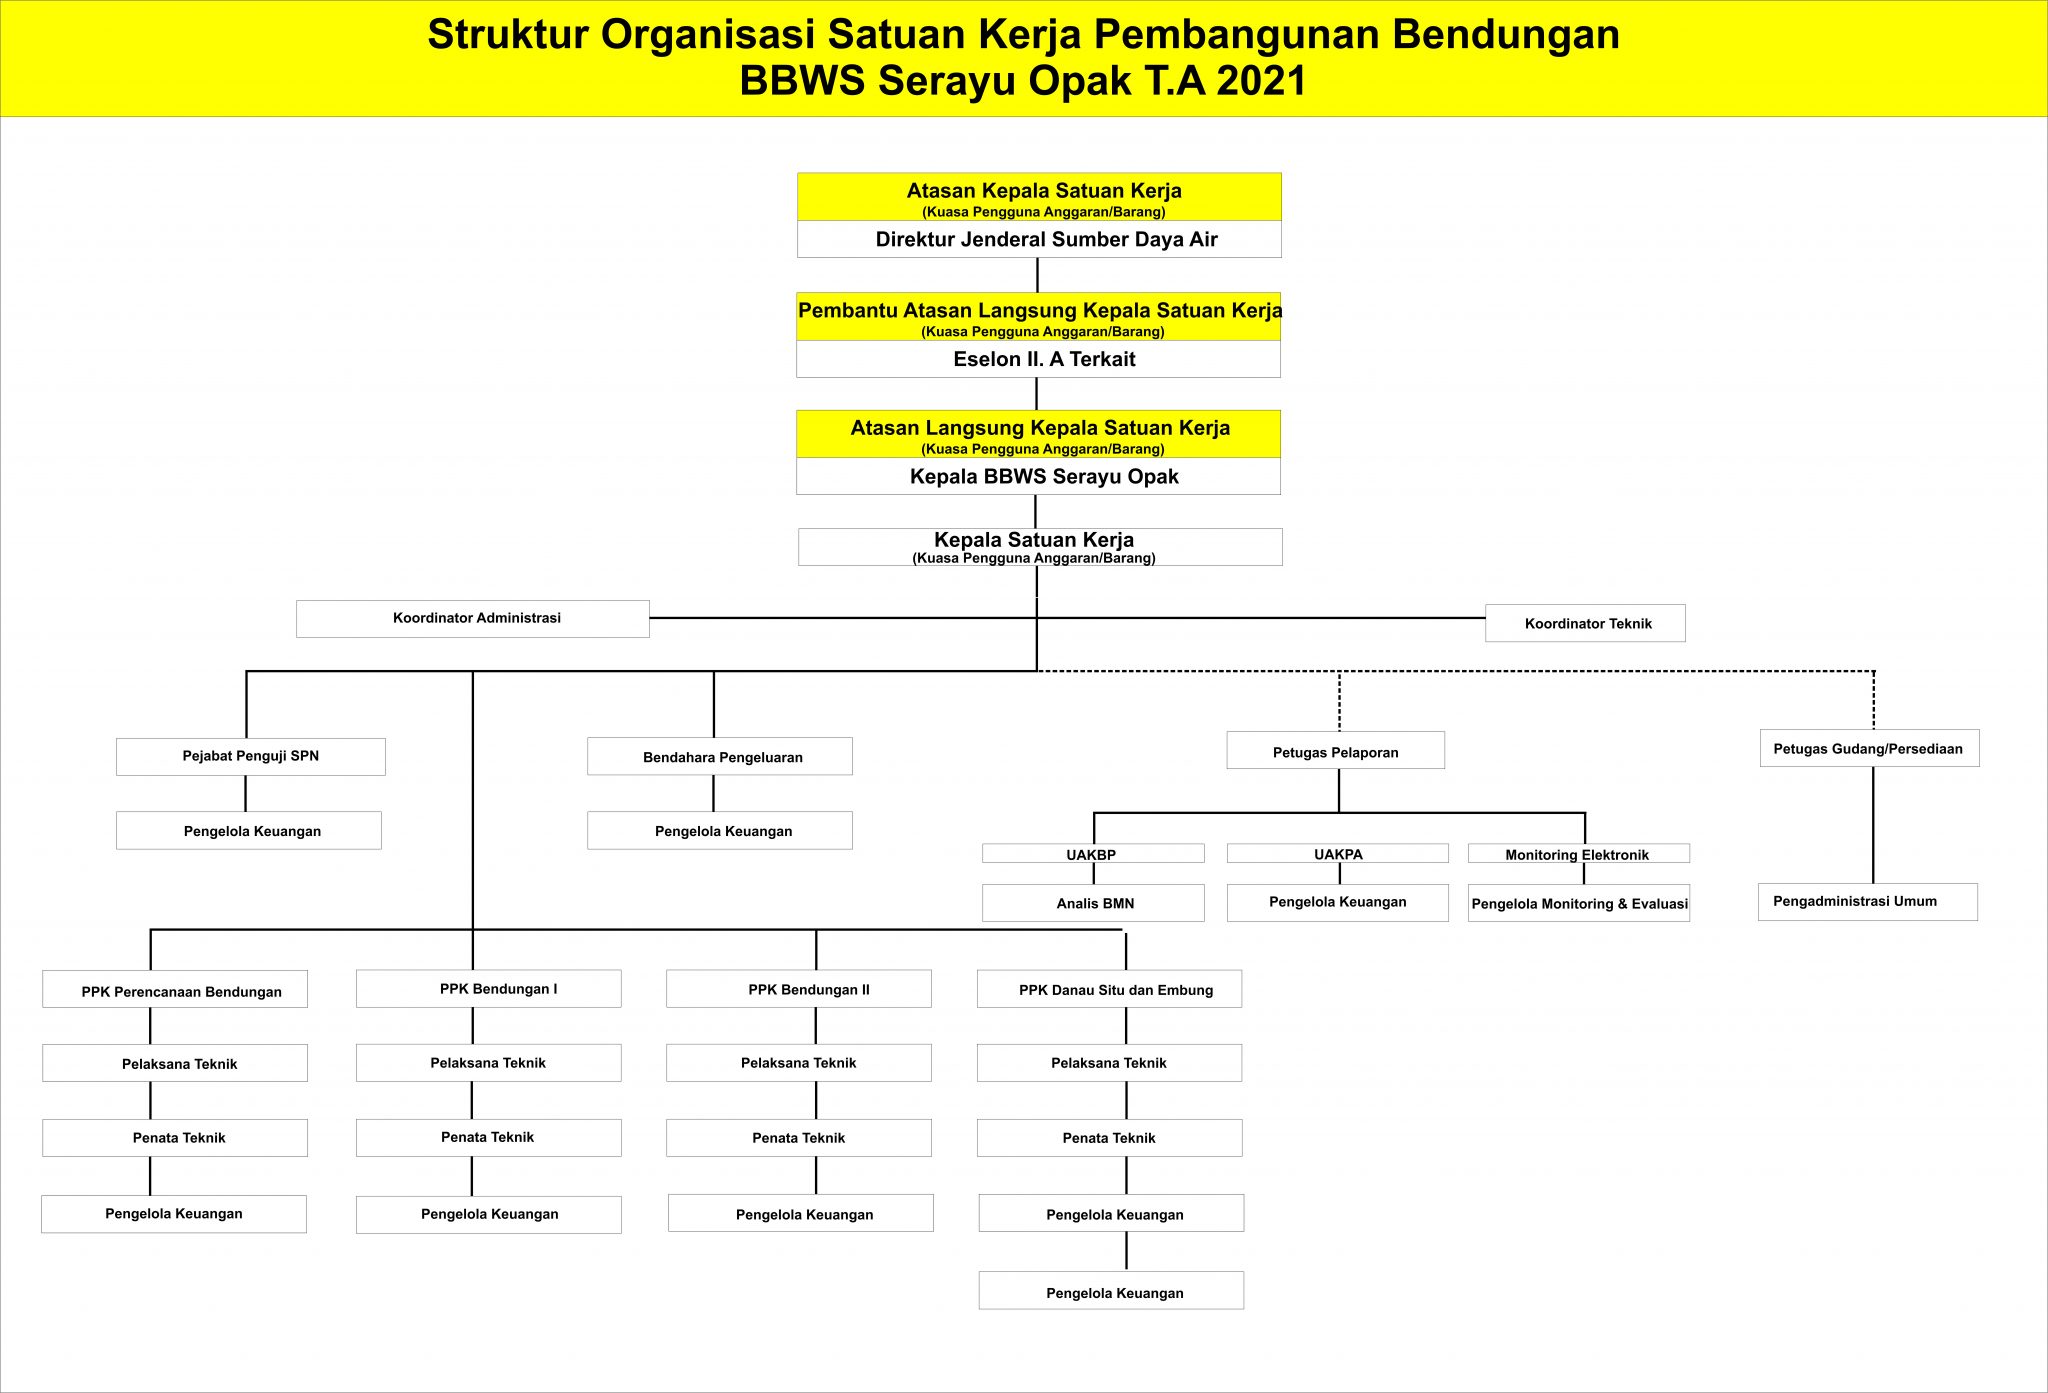 Struktur Organisasi Satuan Kerja Pembangunan Bendungan
BBWS Serayu Opak T.A 2021
Atasan Kepala Satuan Kerja
(Kuasa Pengguna Anggaran/Barang)
Direktur Jenderal Sumber Daya Air
Pembantu Atasan Langsung Kepala Satuan Kerja
(Kuasa Pengguna Anggaran/Barang)
Eselon II. A Terkait
Atasan Langsung Kepala Satuan Kerja
(Kuasa Pengguna Anggaran/Barang)
Kepala BBWS Serayu Opak
Kepala Satuan Kerja
(Kuasa Pengguna Anggaran/Barang)
Koordinator Administrasi
Koordinator Teknik
Pejabat Penguji SPN
Bendahara Pengeluaran
Petugas Pelaporan
Petugas Gudang/Persediaan
Pengelola Keuangan
Pengelola Keuangan
UAKBP
UAKPA
Monitoring Elektronik
Analis BMN
Pengelola Keuangan
Pengelola Monitoring & Evaluasi
Pengadministrasi Umum
PPK Perencanaan Bendungan
PPK Bendungan I
PPK Bendungan II
PPK Danau Situ dan Embung
Pelaksana Teknik
Pelaksana Teknik
Pelaksana Teknik
Pelaksana Teknik
Penata Teknik
Penata Teknik
Penata Teknik
Penata Teknik
Pengelola Keuangan
Pengelola Keuangan
Pengelola Keuangan
Pengelola Keuangan
Pengelola Keuangan